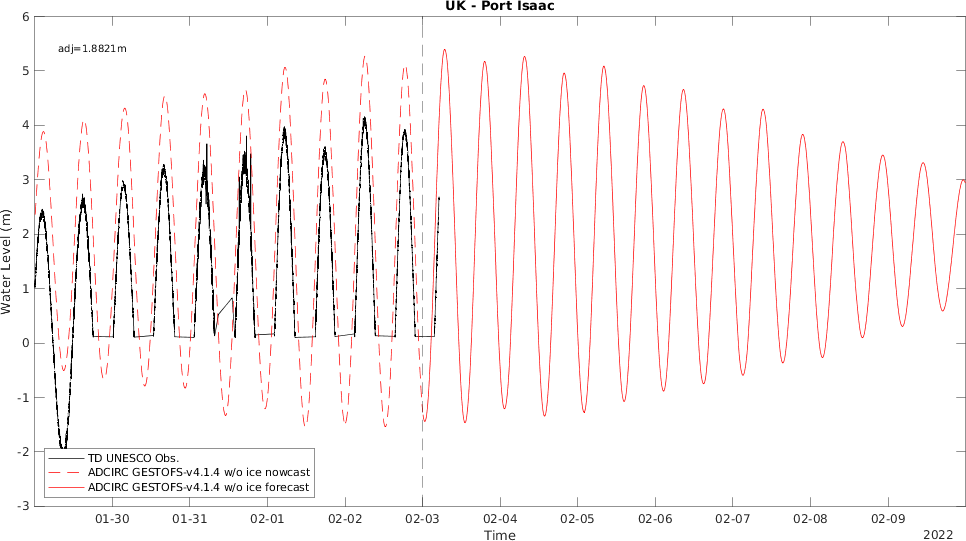 UK - Port Isaac
adj=1.8821m
6
5
4
3
2
1
0
-1
-2
-3
Water Level (m)
TD UNESCO Obs.
ADCIRC GESTOFS-v4.1.4 w/o ice nowcast
ADCIRC GESTOFS-v4.1.4 w/o ice forecast
01-30 01-31 02-01 02-02 02-03 02-04 02-05 02-06 02-07 02-08 02-09
Time
2022